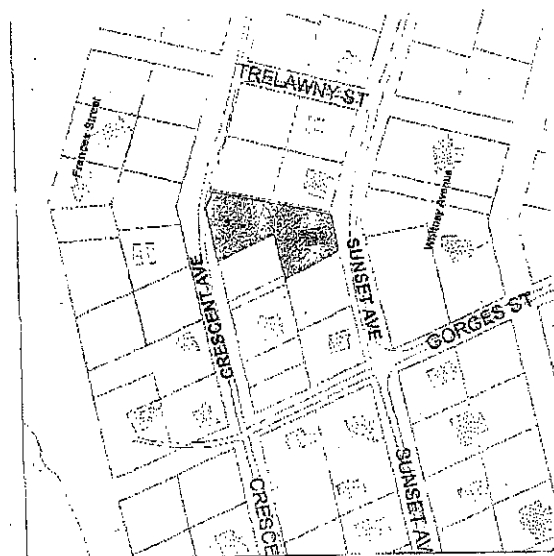 TRELAWNY ST
Frances Street
Whitney Avenue
CRESCENT AVE
SUNSET AVE
GORGES ST
CRESCE
SUNSET AV